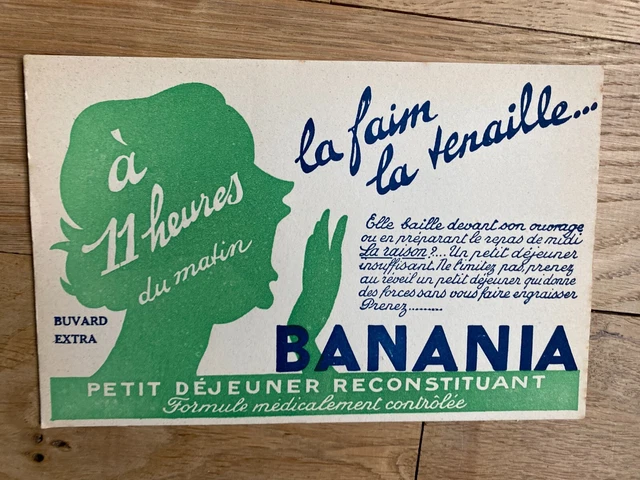 à
11 heures
du matin
la faim
la tenaille...
Elle baille devant son ouvrage
ou en préparant le repas de midi
La raison?... Un petit déjeuner
insuffisant. Ne l'imitez pas, prenez
au réveil un petit déjeuner qui donne
des forces sans vous faire engraisser
Prenez..........
BUVARD
EXTRA
BANANIA
PETIT DÉJEUNER RECONSTITUANT
Formule médicalement contrôlée